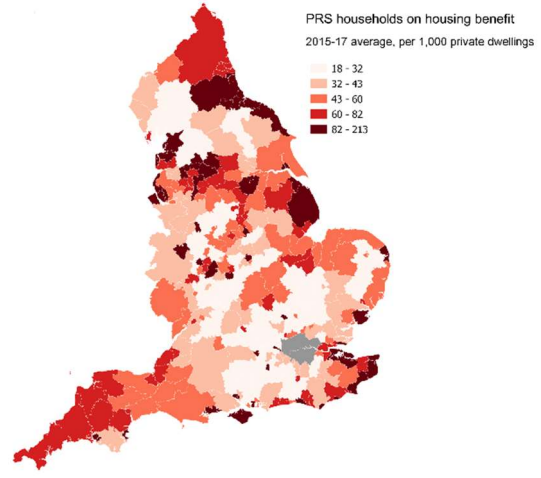 PRS households on housing benefit
2015-17 average, per 1,000 private dwellings
18 - 32
32 - 43
43 - 60
60 - 82
82 - 213